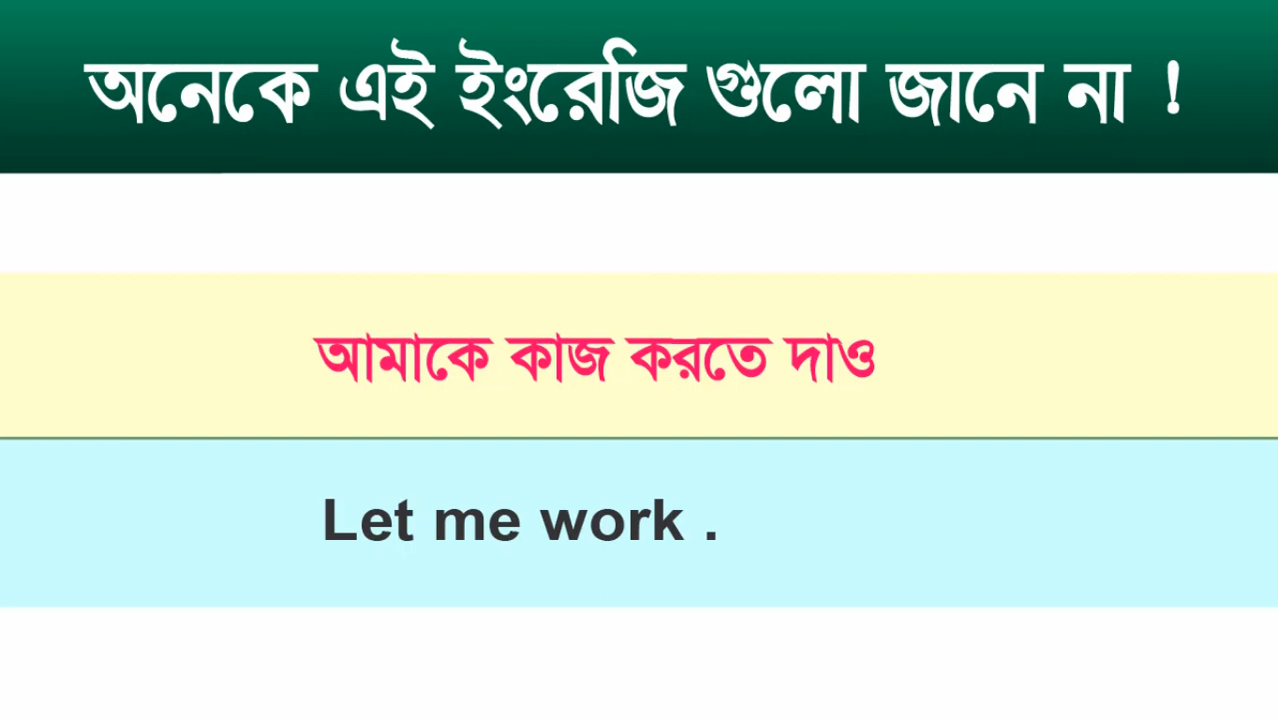 অনেকে এই ইংরেজি গুলো জানে না !
আমাকে কাজ করতে দাও
Let me work .